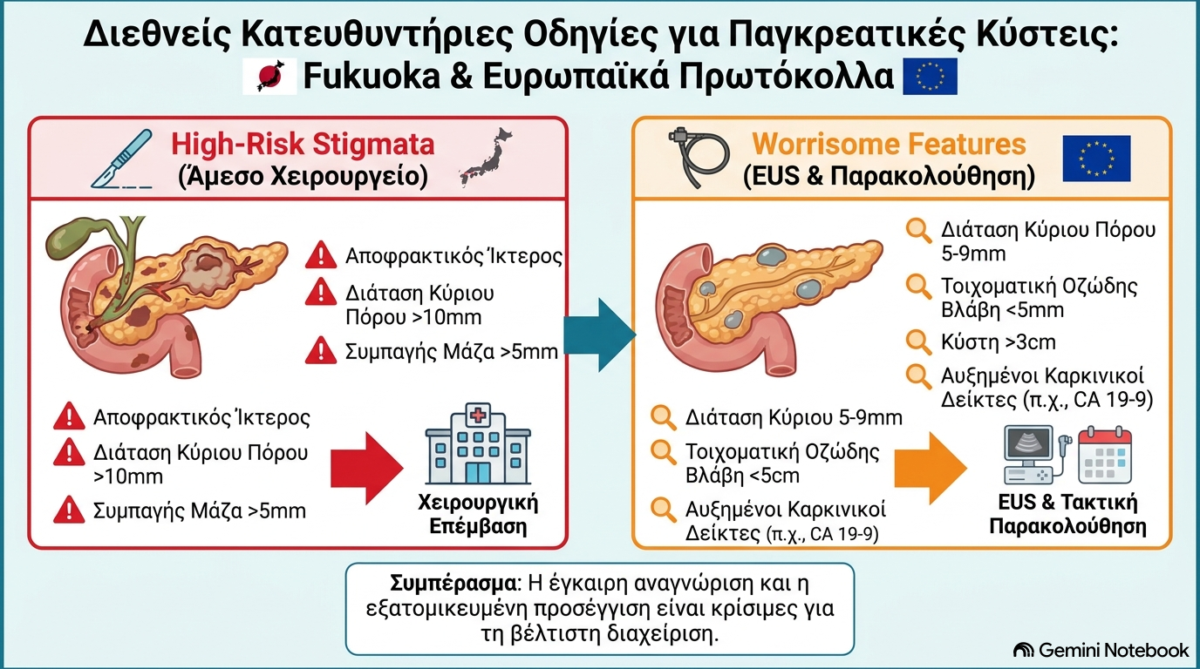 Διεθνείς Κατευθυντήριες Οδηγίες για Παγκρεατικές Κύστεις:
Fukuoka & Ευρωπαϊκά Πρωτόκολλα
High-Risk Stigmata
(Άμεσο Χειρουργείο)
Αποφρακτικός Ίκτερος
Διάταση Κύριου
Πόρου >10mm
Συμπαγής Μάζα >5mm
Αποφρακτικός Ίκτερος
Διάταση Κύριου Πόρου
>10mm
Συμπαγής Μάζα >5mm
Χειρουργική
Επέμβαση
Worrisome Features
(EUS & Παρακολούθηση)
Διάταση Κύριου Πόρου
5-9mm
Τοιχοματική Οζώδης
Βλάβη <5mm
Κύστη >3cm
Αυξημένοι Καρκινικοί
Δείκτες (π.χ., CA 19-9)
Διάταση Κύριου 5-9mm
Τοιχοματική Οζώδης
Βλάβη <5cm
Αυξημένοι Καρκινικοί
Δείκτες (π.χ., CA 19-9)
EUS & Τακτική
Παρακολούθηση
Συμπέρασμα: Η έγκαιρη αναγνώριση και η
εξατομικευμένη προσέγγιση είναι κρίσιμες για
τη βέλτιστη διαχείριση.
Gemini Notebook